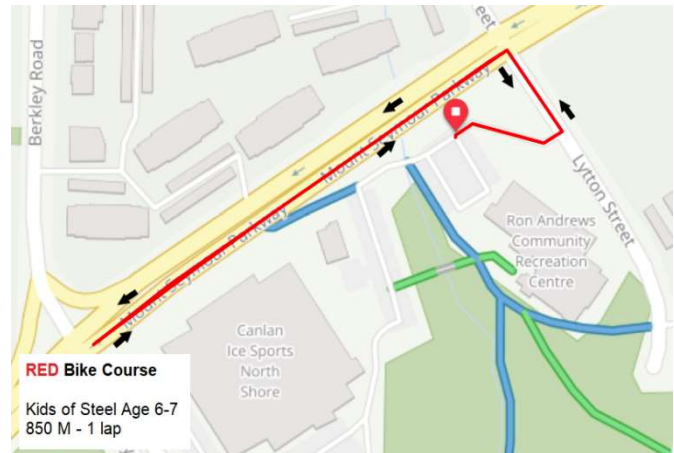 Berkley Road
Street
Mount Seymour Parkway
Mount Seymour Parkway
Lytton Street
Ron Andrews
Community
Recreation
Centre
Canlan
Ice Sports
North
Shore
RED Bike Course
Kids of Steel Age 6-7
850 M - 1 lap